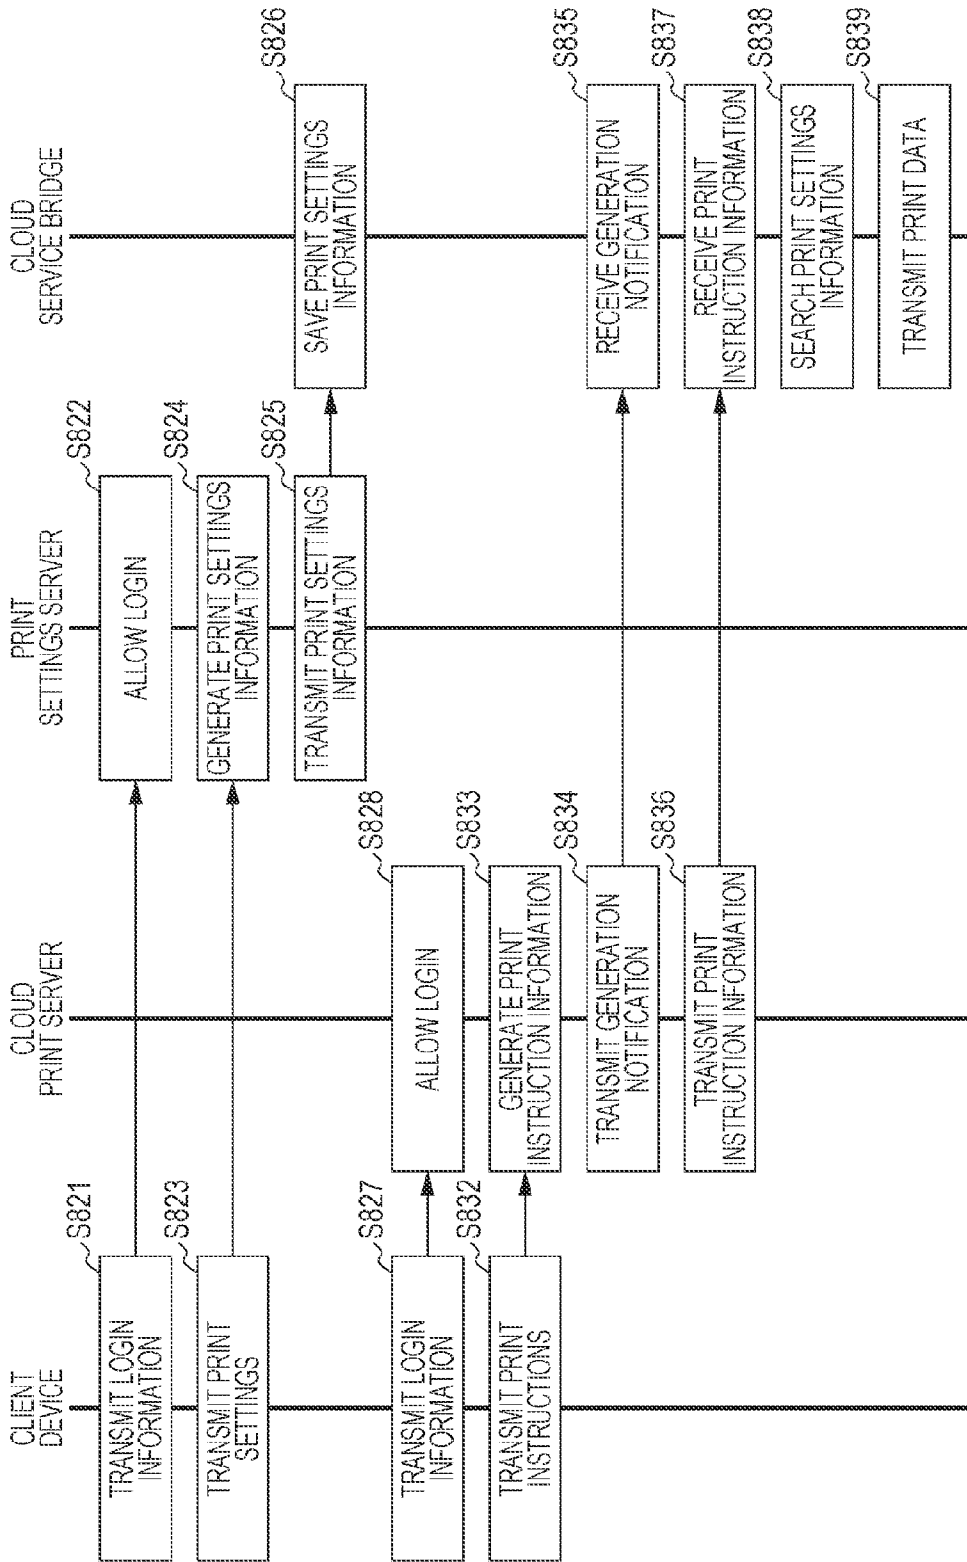 CLIENT
DEVICE
CLOUD
PRINT SERVER
PRINT
SETTINGS SERVER
CLOUD
SERVICE BRIDGE
S821
TRANSMIT LOGIN
INFORMATION
S822
ALLOW LOGIN
S823
TRANSMIT PRINT
SETTINGS
S824
GENERATE PRINT SETTINGS
INFORMATION
S825
TRANSMIT PRINT SETTINGS
INFORMATION
S826
SAVE PRINT SETTINGS
INFORMATION
S827
TRANSMIT LOGIN
INFORMATION
S828
ALLOW LOGIN
S832
TRANSMIT PRINT
INSTRUCTIONS
S833
GENERATE PRINT
INSTRUCTION INFORMATION
S834
TRANSMIT GENERATION
NOTIFICATION
S835
RECEIVE GENERATION
NOTIFICATION
S836
TRANSMIT PRINT
INSTRUCTION INFORMATION
S837
RECEIVE PRINT
INSTRUCTION INFORMATION
S838
SEARCH PRINT SETTINGS
INFORMATION
S839
TRANSMIT PRINT DATA